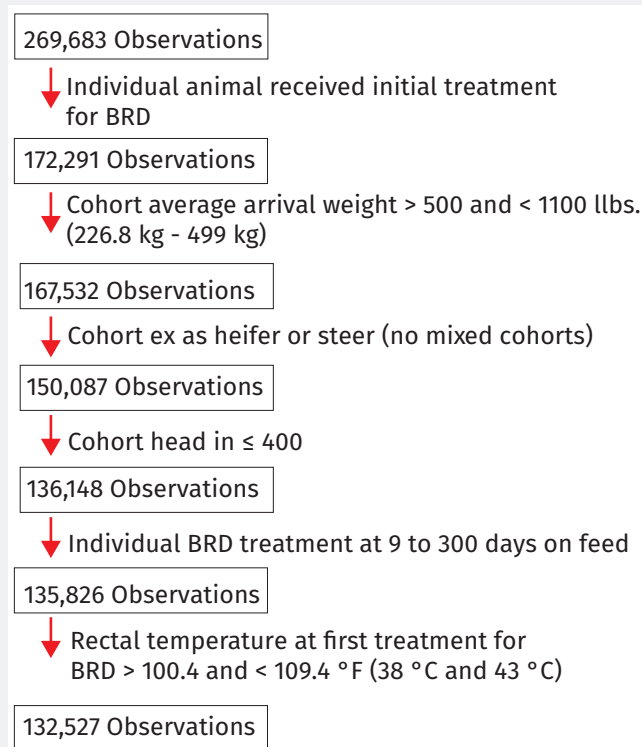 269,683 Observations
Individual animal received initial treatment
for BRD
172,291 Observations
Cohort average arrival weight > 500 and < 1100 llbs.
(226.8 kg - 499 kg)
167,532 Observations
Cohort ex as heifer or steer (no mixed cohorts)
150,087 Observations
Cohort head in ≤ 400
136,148 Observations
Individual BRD treatment at 9 to 300 days on feed
135,826 Observations
Rectal temperature at first treatment for
BRD > 100.4 and < 109.4 °F (38 °C and 43 °C)
132,527 Observations